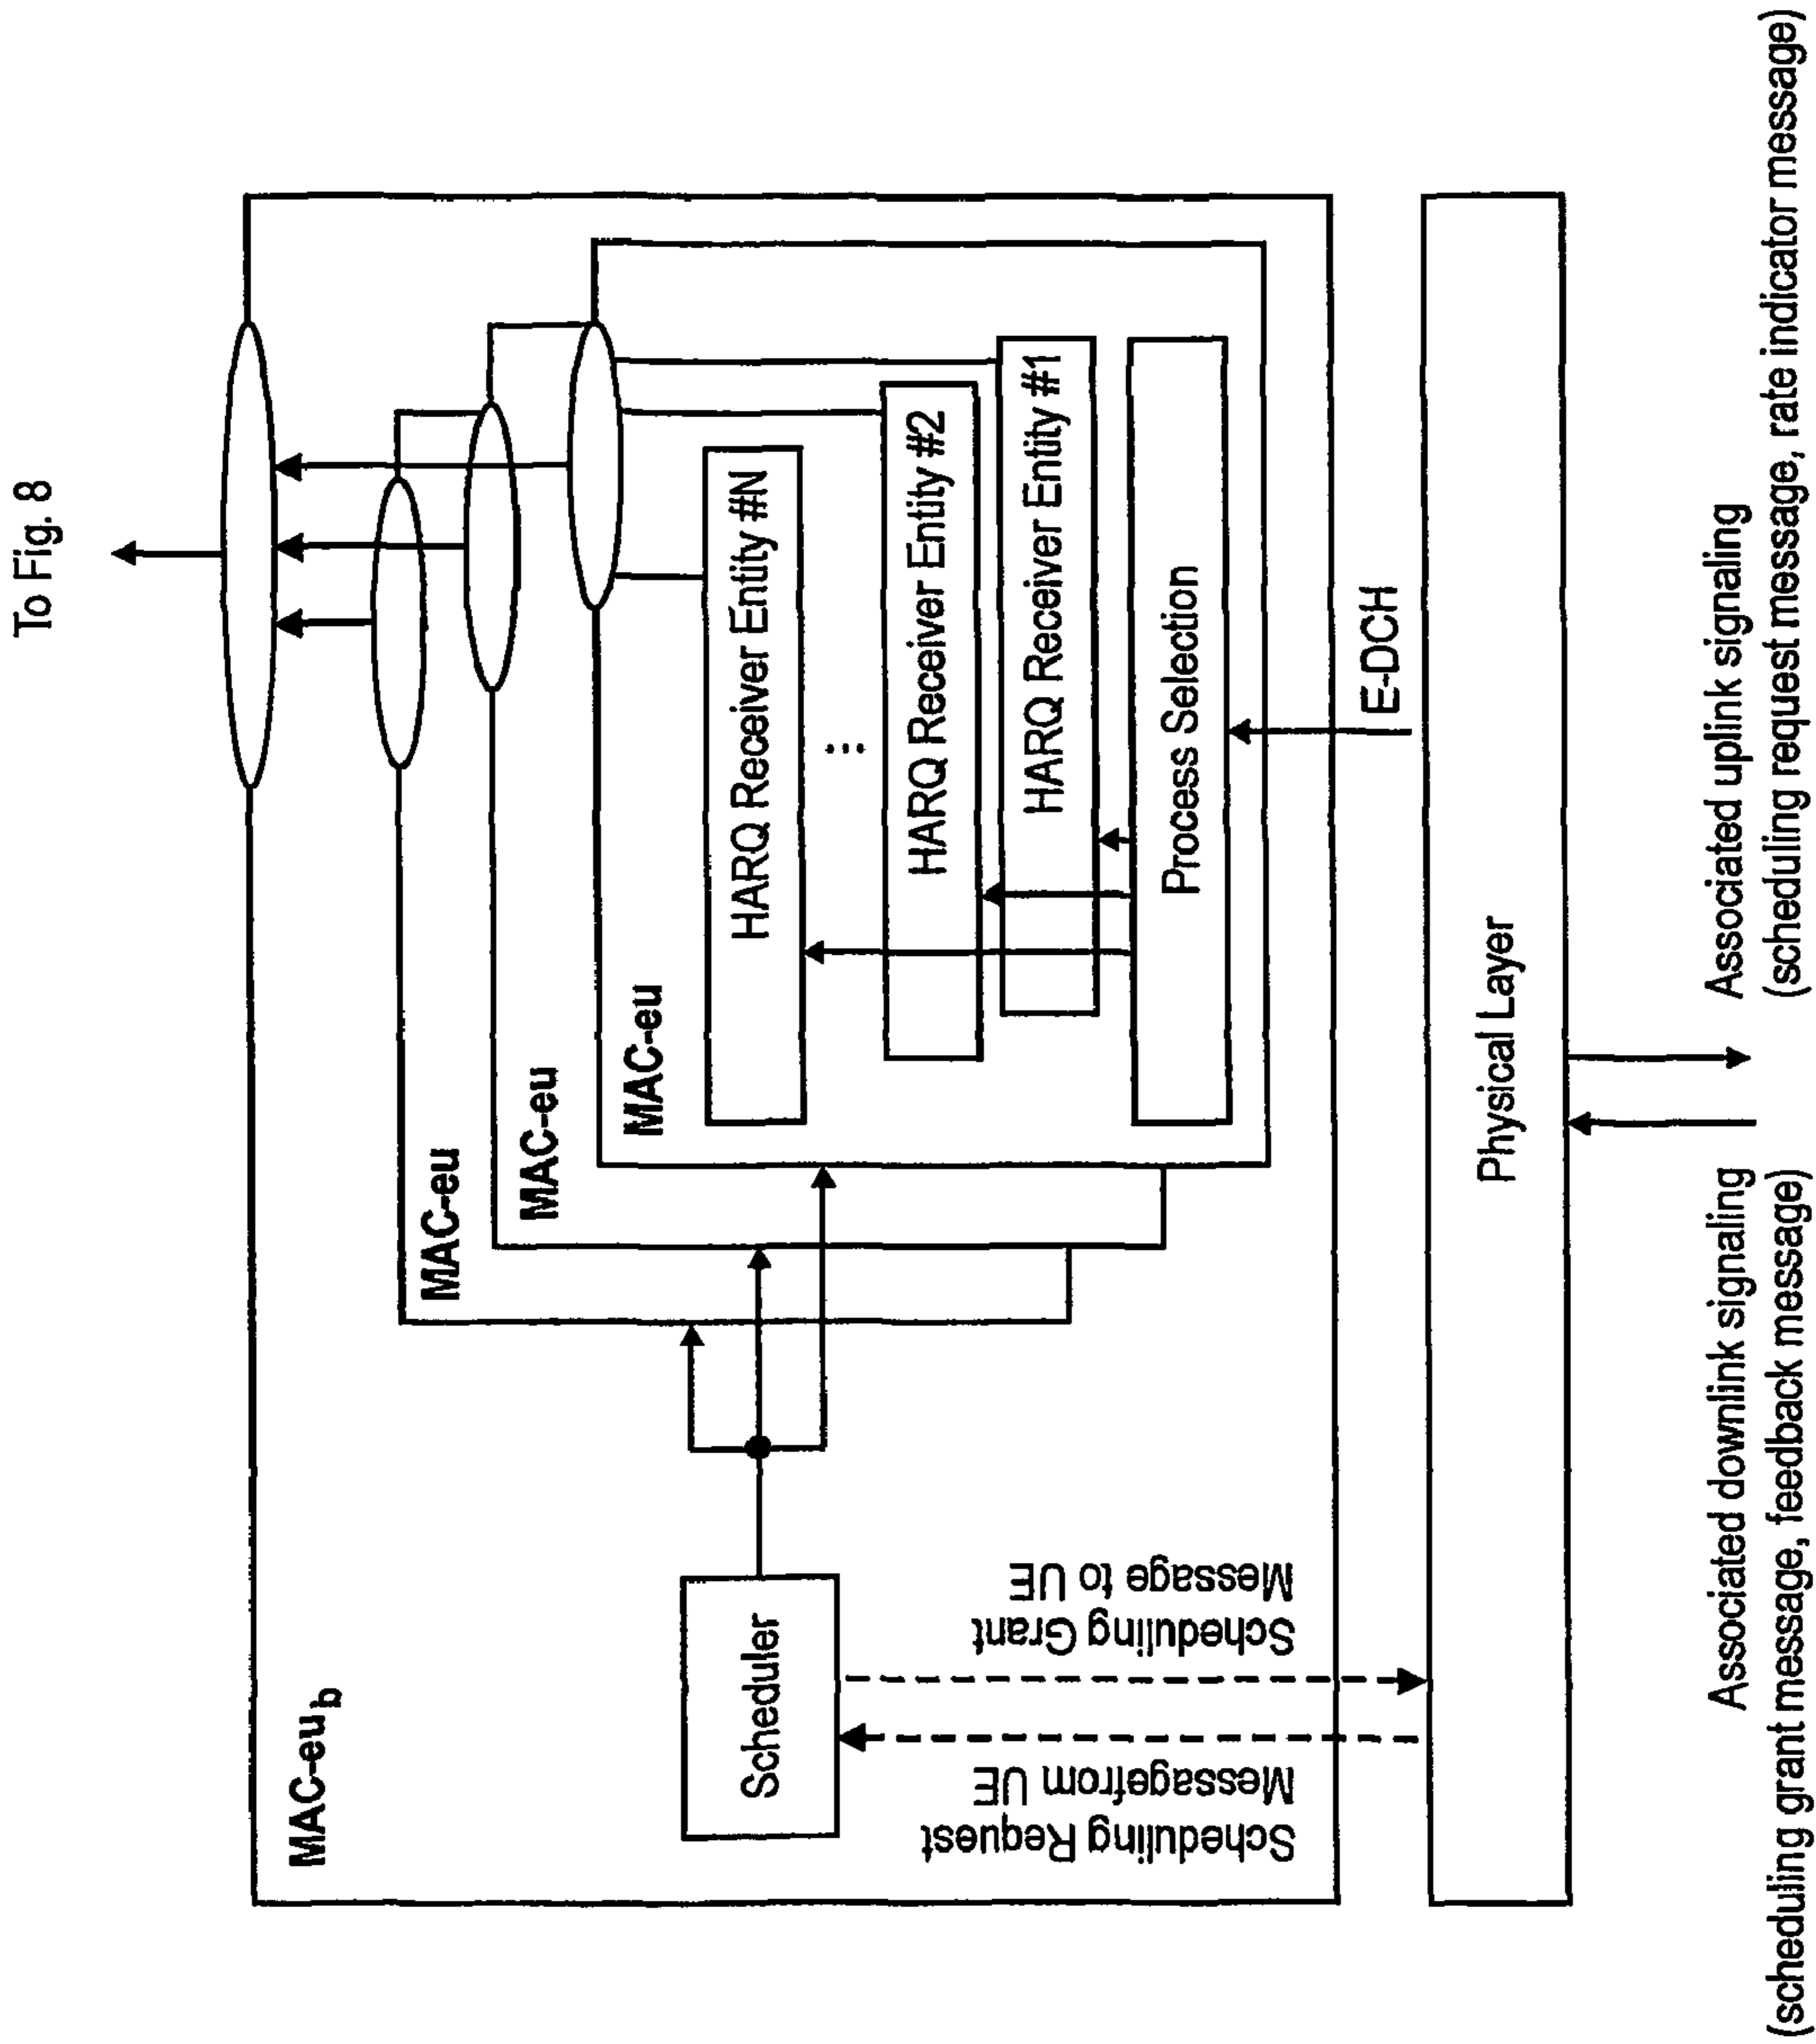 To Fig. 8
MAC-eu_b
MAC-eu
MAC-eu
MAC-eu
HARQ Receiver Entity #N
...
HARQ Receiver Entity #2
HARQ Receiver Entity #1
Process Selection
Scheduler
Scheduling Request
Messagefrom UE
Scheduling Grant
Message to UE
E-DCH
Physical Layer
Associated downlink signaling
(scheduling grant message, feedback message)
Associated uplink signaling
(scheduling request message, rate indicator message)